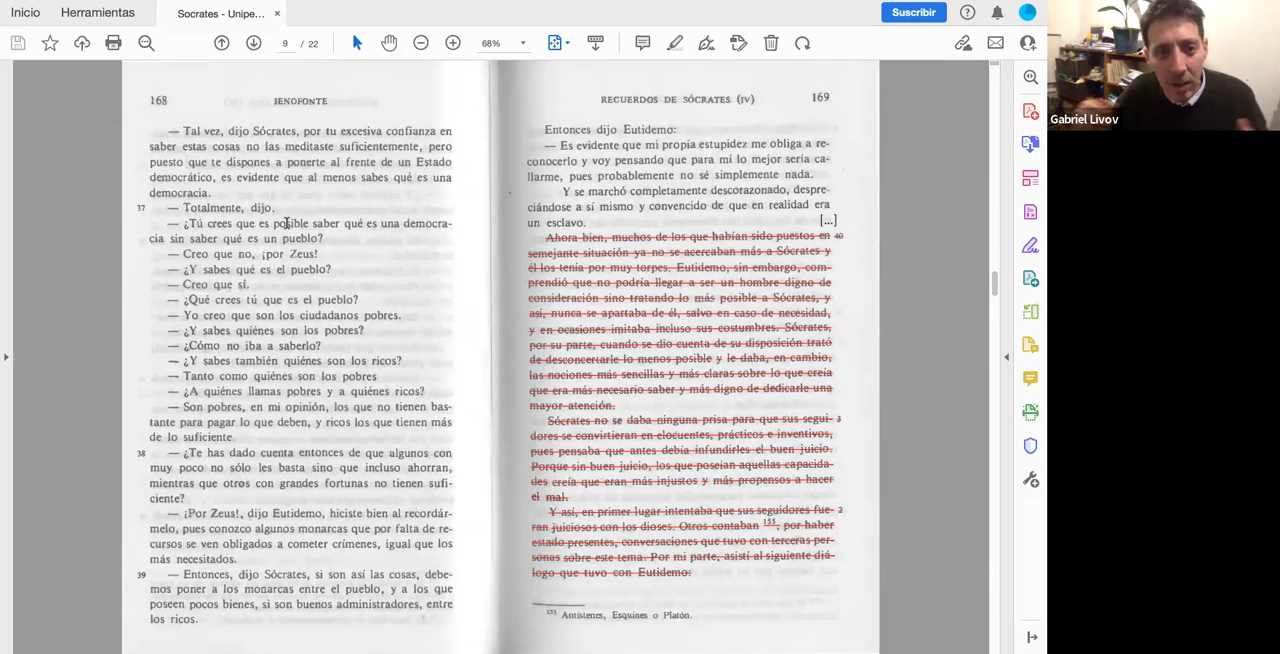 Inicio
Herramientas
Socrates - Unipe...
×
Suscribir
9 / 22
68%
Gabriel Livov
168
JENOFONTE
— Tal vez, dijo Sócrates, por tu excesiva confianza en
saber estas cosas no las meditaste suficientemente, pero
puesto que te dispones a ponerte al frente de un Estado
democrático, es evidente que al menos sabes qué es una
democracia.
37 — Totalmente, dijo.
— ¿Tú crees que es posible saber qué es una democra-
cia sin saber qué es un pueblo?
— Creo que no, ¡por Zeus!
— ¿Y sabes qué es el pueblo?
— Creo que sí.
— ¿Qué crees tú que es el pueblo?
— Yo creo que son los ciudadanos pobres.
— ¿Y sabes quiénes son los pobres?
— ¿Cómo no iba a saberlo?
— ¿Y sabes también quiénes son los ricos?
— Tanto como quiénes son los pobres
— ¿A quiénes llamas pobres y a quiénes ricos?
— Son pobres, en mi opinión, los que no tienen bas-
tante para pagar lo que deben, y ricos los que tienen más
de lo suficiente.
38 — ¿Te has dado cuenta entonces de que algunos con
muy poco no sólo les basta sino que incluso ahorran,
mientras que otros con grandes fortunas no tienen sufi-
ciente?
— ¡Por Zeus!, dijo Eutidemo, hiciste bien al recordár-
melo, pues conozco algunos monarcas que por falta de re-
cursos se ven obligados a cometer crímenes, igual que los
más necesitados.
39 — Entonces, dijo Sócrates, si son así las cosas, debe-
mos poner a los monarcas entre el pueblo, y a los que
poseen pocos bienes, si son buenos administradores, entre
los ricos.
RECUERDOS DE SÓCRATES (IV)
169
Entonces dijo Eutidemo:
— Es evidente que mi propia estupidez me obliga a re-
conocerlo y voy pensando que para mí lo mejor sería ca-
llarme, pues probablemente no sé simplemente nada.
Y se marchó completamente descorazonado, despre-
ciándose a sí mismo y convencido de que en realidad era
un esclavo. [...]
Ahora bien, muchos de los que habían sido puestos en 40
semejante situación ya no se acercaban más a Sócrates y
él los tenía por muy torpes. Eutidemo, sin embargo, com-
prendió que no podría llegar a ser un hombre digno de
consideración sino tratando lo más posible a Sócrates, y
así, nunca se apartaba de él, salvo en caso de necesidad,
y en ocasiones imitaba incluso sus costumbres. Sócrates,
por su parte, cuando se dio cuenta de su disposición trató
de desconcertarle lo menos posible y le daba, en cambio,
las nociones más sencillas y más claras sobre lo que creía
que era más necesario saber y más digno de dedicarle una
mayor atención.
Sócrates no se daba ninguna prisa para que sus segui- 3
dores se convirtieran en elocuentes, prácticos e inventivos,
pues pensaba que antes debía infundirles el buen juicio.
Porque sin buen juicio, los que poseían aquellas capacida-
des creía que eran más injustos y más propensos a hacer
el mal.
Y así, en primer lugar intentaba que sus seguidores fue- 2
ran juiciosos con los dioses. Otros contaban 155, por haber
estado presentes, conversaciones que tuvo con terceras per-
sonas sobre este tema. Por mi parte, asistí al siguiente diá-
logo que tuvo con Eutidemo:
155 Antístenes, Esquines o Platón.